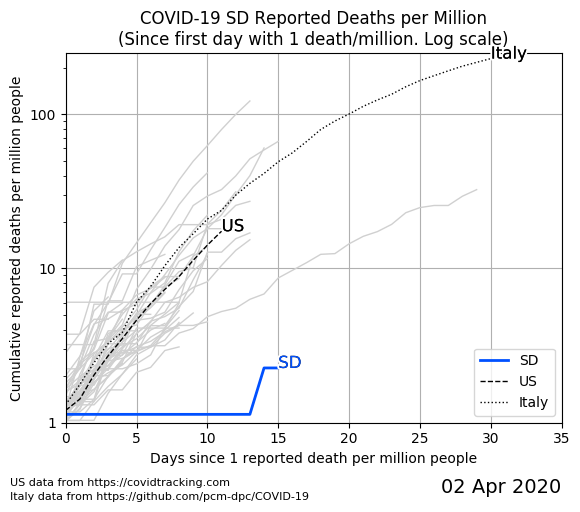 COVID-19 SD Reported Deaths per Million
(Since first day with 1 death/million. Log scale)
Cumulative reported deaths per million people
100
10
1
Italy
US
SD
SD
US
Italy
0 5 10 15 20 25 30 35
Days since 1 reported death per million people
US data from https://covidtracking.com
Italy data from https://github.com/pcm-dpc/COVID-19
02 Apr 2020